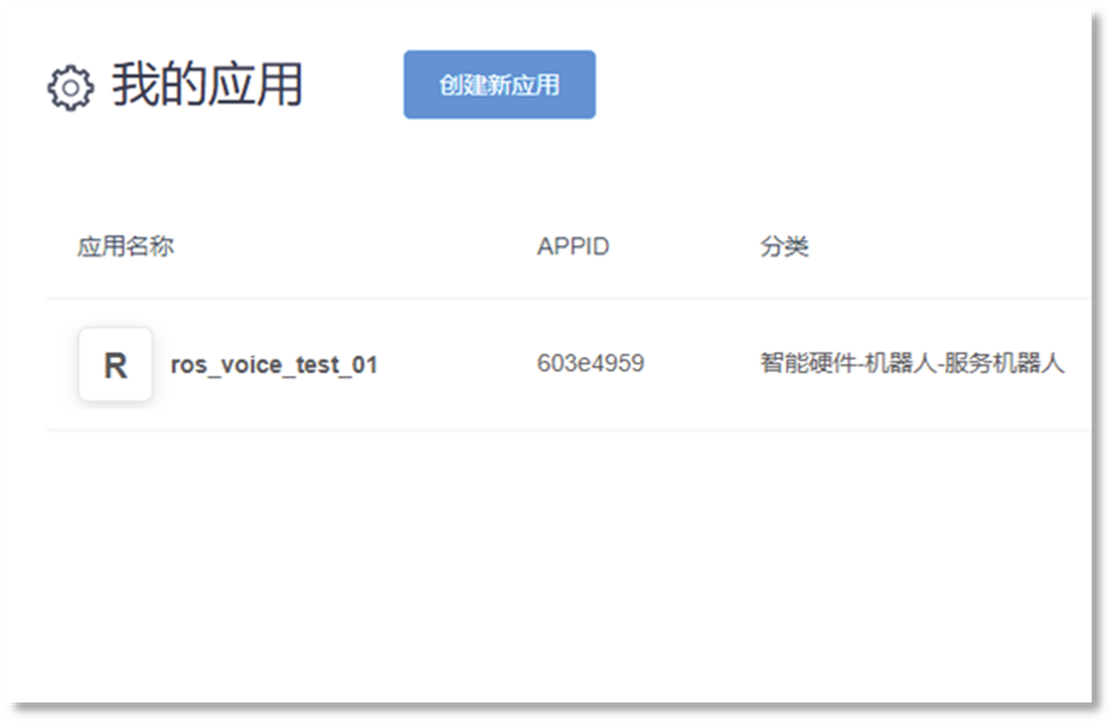 我的应用 创建新应用
应用名称 APPID 分类
R ros_voice_test_01 603e4959 智能硬件-机器人-服务机器人